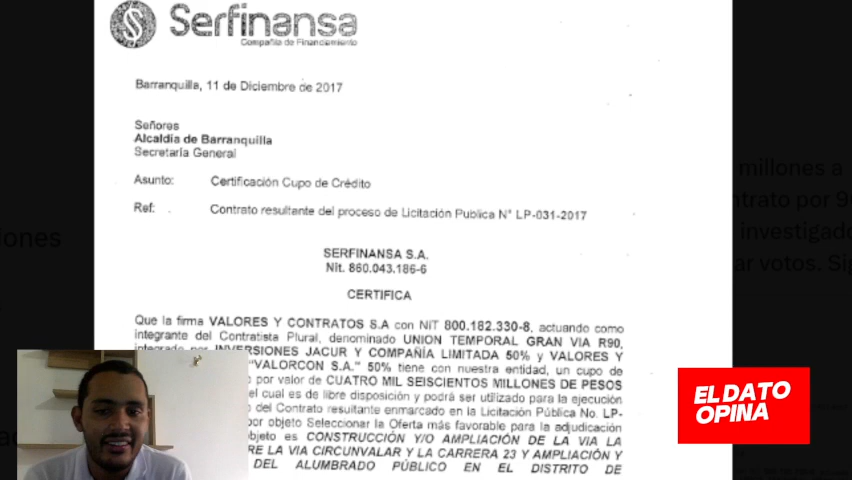 Serfinansa
Compañía de Financiamiento
Barranquilla, 11 de Diciembre de 2017
Señores
Alcaldía de Barranquilla
Secretaría General
Asunto: Certificación Cupo de Crédito
Ref: Contrato resultante del proceso de Licitación Publica N° LP-031-2017
SERFINANSA S.A.
Nit. 860.043.186-6
CERTIFICA
Que la firma VALORES Y CONTRATOS S.A con NIT 800.182.330-8, actuando como
integrante del Contratista Plural, denominado UNION TEMPORAL GRAN VIA R90,
integrado por INVERSIONES JACUR Y COMPAÑÍA LIMITADA 50% y VALORES Y
"VALORCON S.A." 50% tiene con nuestra entidad, un cupo de
por valor de CUATRO MIL SEISCIENTOS MILLONES DE PESOS
el cual es de libre disposición y podrá ser utilizado para la ejecución
del Contrato resultante enmarcado en la Licitación Pública No. LP-
por objeto Seleccionar la Oferta más favorable para la adjudicación
objeto es CONSTRUCCIÓN Y/O AMPLIACIÓN DE LA VIA LA
RE LA VIA CIRCUNVALAR Y LA CARRERA 23 Y AMPLIACIÓN Y
DEL ALUMBRADO PÚBLICO EN EL DISTRITO DE
millones a
ntrato por
investigado
ar votos.
lones
EL DATO
OPINA